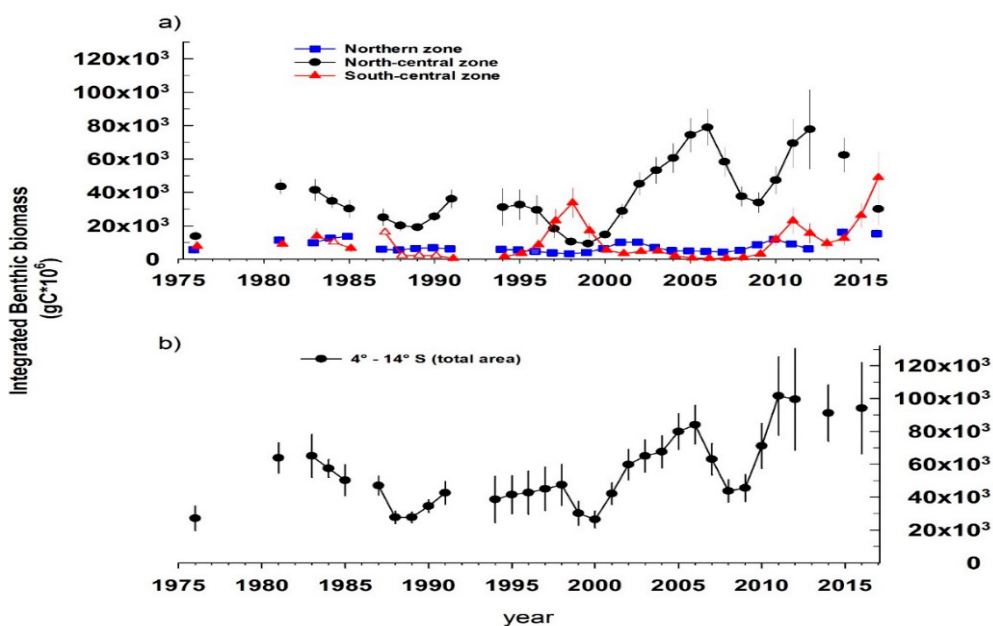 a)
Northern zone
North-central zone
South-central zone
120x10³
100x10³
80x10³
60x10³
40x10³
20x10³
0
1975 1980 1985 1990 1995 2000 2005 2010 2015
Integrated Benthic biomass
(gC*10⁶)
b)
4° - 14° S (total area)
120x10³
100x10³
80x10³
60x10³
40x10³
20x10³
0
1975 1980 1985 1990 1995 2000 2005 2010 2015
year